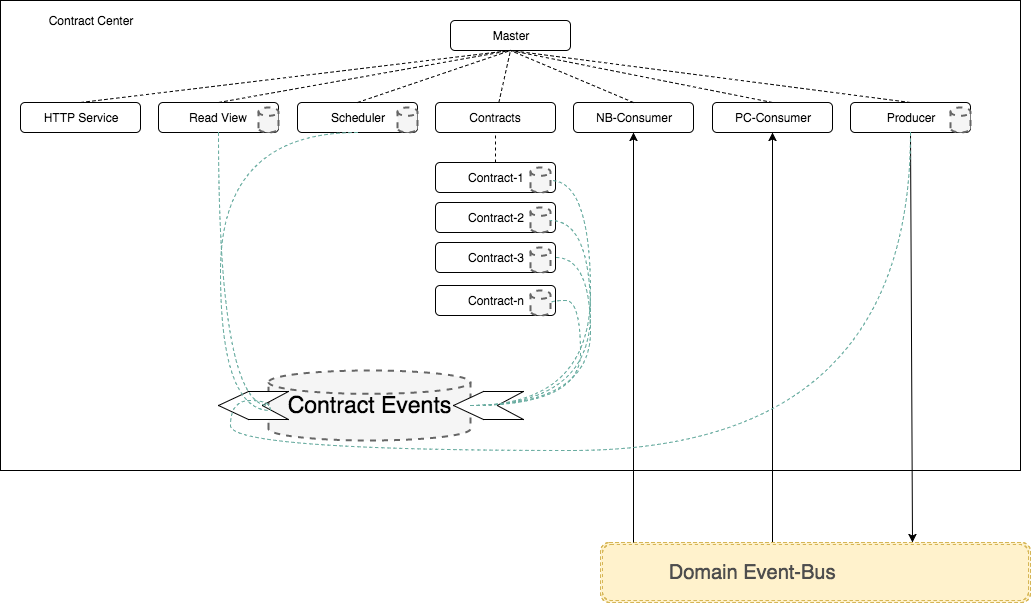 Contract Center
Master
HTTP Service
Read View
Scheduler
Contracts
NB-Consumer
PC-Consumer
Producer
Contract-1
Contract-2
Contract-3
Contract-n
Contract Events
Domain Event-Bus